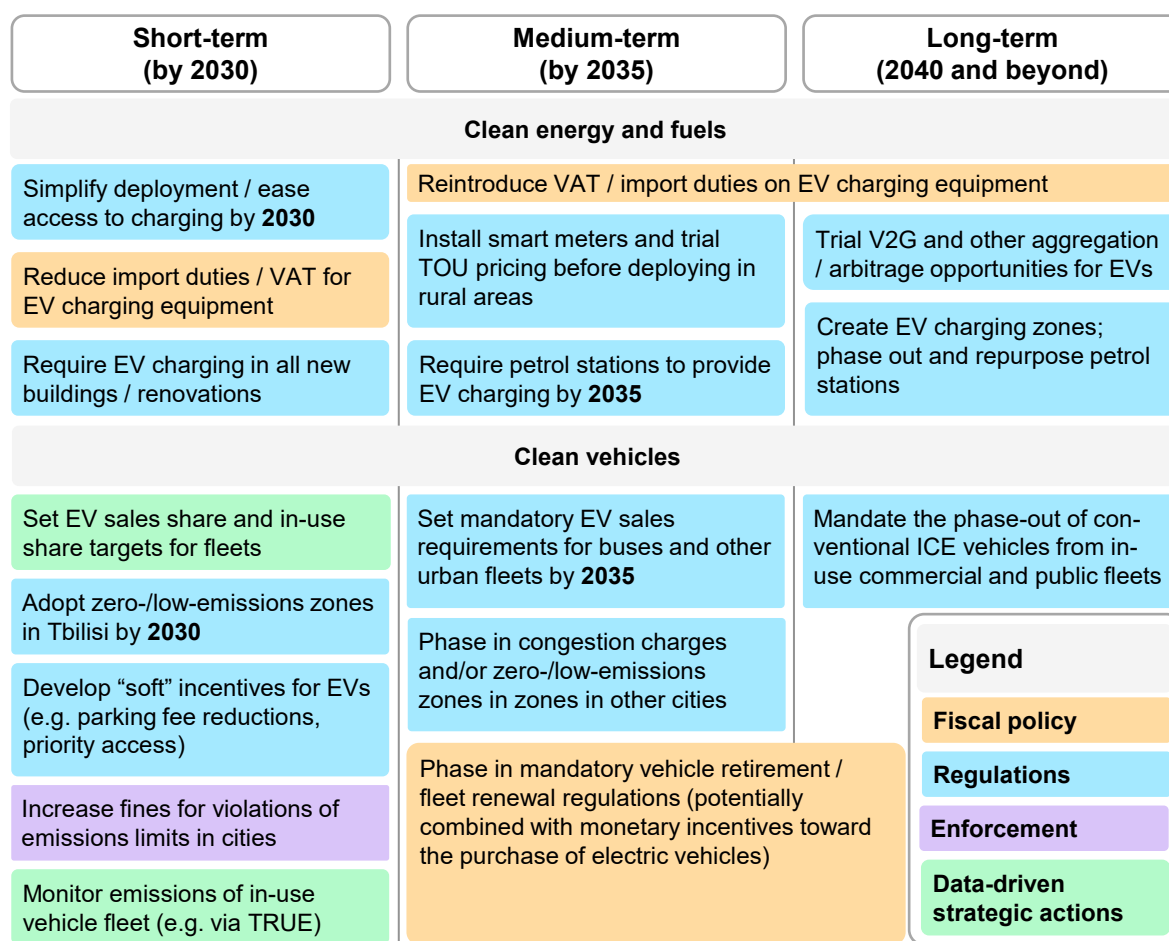 Short-term
(by 2030)
Medium-term
(by 2035)
Long-term
(2040 and beyond)
Clean energy and fuels
Simplify deployment / ease
access to charging by 2030
Reduce import duties / VAT for
EV charging equipment
Require EV charging in all new
buildings / renovations
Reintroduce VAT / import duties on EV charging equipment
Install smart meters and trial
TOU pricing before deploying in
rural areas
Require petrol stations to provide
EV charging by 2035
Trial V2G and other aggregation
/ arbitrage opportunities for EVs
Create EV charging zones;
phase out and repurpose petrol
stations
Clean vehicles
Set EV sales share and in-use
share targets for fleets
Adopt zero-/low-emissions zones
in Tbilisi by 2030
Develop “soft” incentives for EVs
(e.g. parking fee reductions,
priority access)
Increase fines for violations of
emissions limits in cities
Monitor emissions of in-use
vehicle fleet (e.g. via TRUE)
Set mandatory EV sales
requirements for buses and other
urban fleets by 2035
Phase in congestion charges
and/or zero-/low-emissions
zones in zones in other cities
Phase in mandatory vehicle retirement /
fleet renewal regulations (potentially
combined with monetary incentives toward
the purchase of electric vehicles)
Mandate the phase-out of con-
ventional ICE vehicles from in-
use commercial and public fleets
Legend
Fiscal policy
Regulations
Enforcement
Data-driven
strategic actions